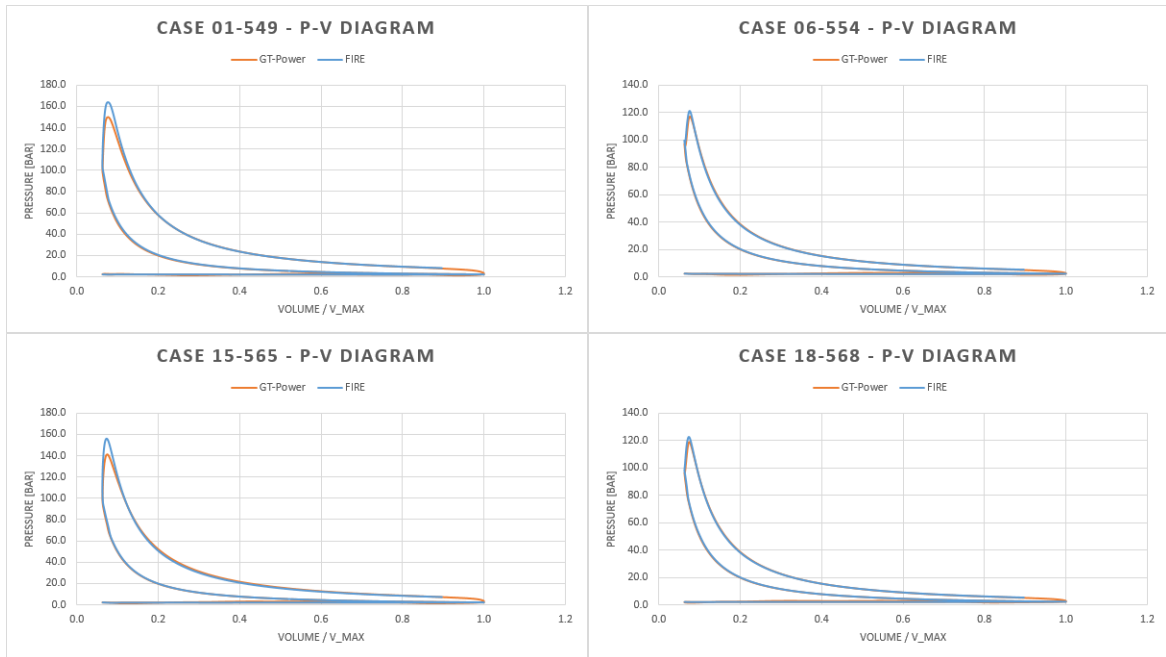 CASE 01-549 - P-V DIAGRAM
GT-Power FIRE
PRESSURE [BAR]
180.0
160.0
140.0
120.0
100.0
80.0
60.0
40.0
20.0
0.0
0.0 0.2 0.4 0.6 0.8 1.0 1.2
VOLUME / V_MAX
CASE 06-554 - P-V DIAGRAM
GT-Power FIRE
PRESSURE [BAR]
140.0
120.0
100.0
80.0
60.0
40.0
20.0
0.0
0.0 0.2 0.4 0.6 0.8 1.0 1.2
VOLUME / V_MAX
CASE 15-565 - P-V DIAGRAM
GT-Power FIRE
PRESSURE [BAR]
180.0
160.0
140.0
120.0
100.0
80.0
60.0
40.0
20.0
0.0
0.0 0.2 0.4 0.6 0.8 1.0 1.2
VOLUME / V_MAX
CASE 18-568 - P-V DIAGRAM
GT-Power FIRE
PRESSURE [BAR]
140.0
120.0
100.0
80.0
60.0
40.0
20.0
0.0
0.0 0.2 0.4 0.6 0.8 1.0 1.2
VOLUME / V_MAX